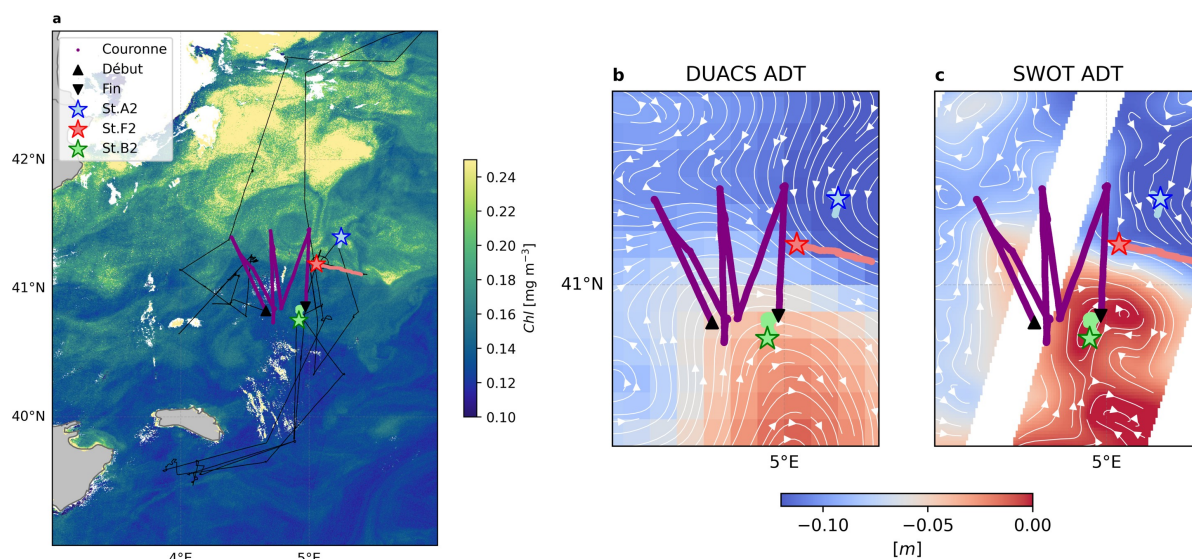 a
Couronne
Début
Fin
St.A2
St.F2
St.B2
42°N
41°N
40°N
4°E
5°E
0.24
0.22
0.20
0.18
0.16
0.14
0.12
0.10
Chl [mg m⁻³]
b
DUACS ADT
41°N
5°E
c
SWOT ADT
5°E
−0.10
−0.05
0.00
[m]